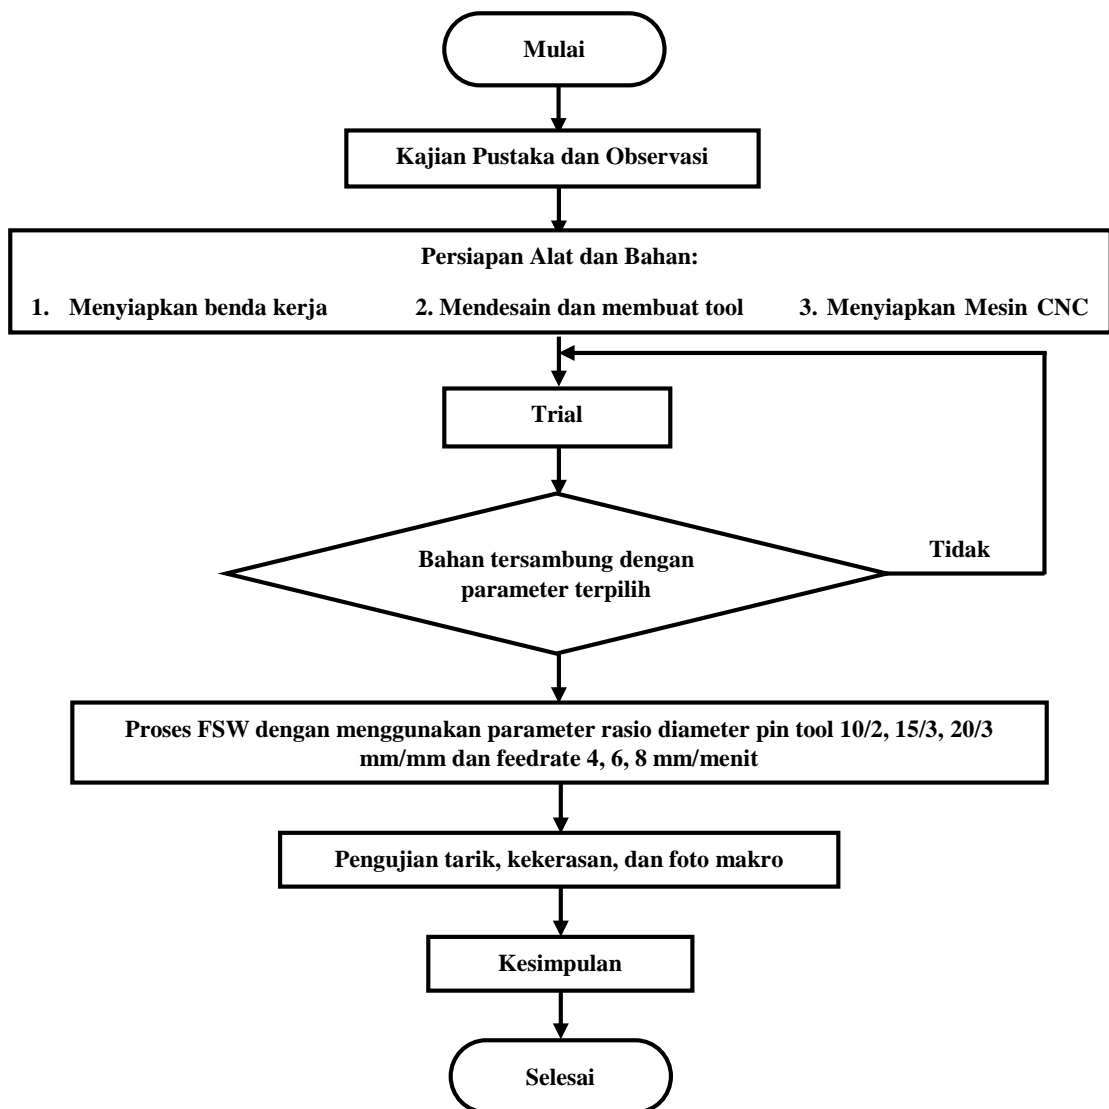 Mulai
Kajian Pustaka dan Observasi
Persiapan Alat dan Bahan:
1. Menyiapkan benda kerja 2. Mendesain dan membuat tool 3. Menyiapkan Mesin CNC
Trial
Bahan tersambung dengan
parameter terpilih
Tidak
Proses FSW dengan menggunakan parameter rasio diameter pin tool 10/2, 15/3, 20/3
mm/mm dan feedrate 4, 6, 8 mm/menit
Pengujian tarik, kekerasan, dan foto makro
Kesimpulan
Selesai